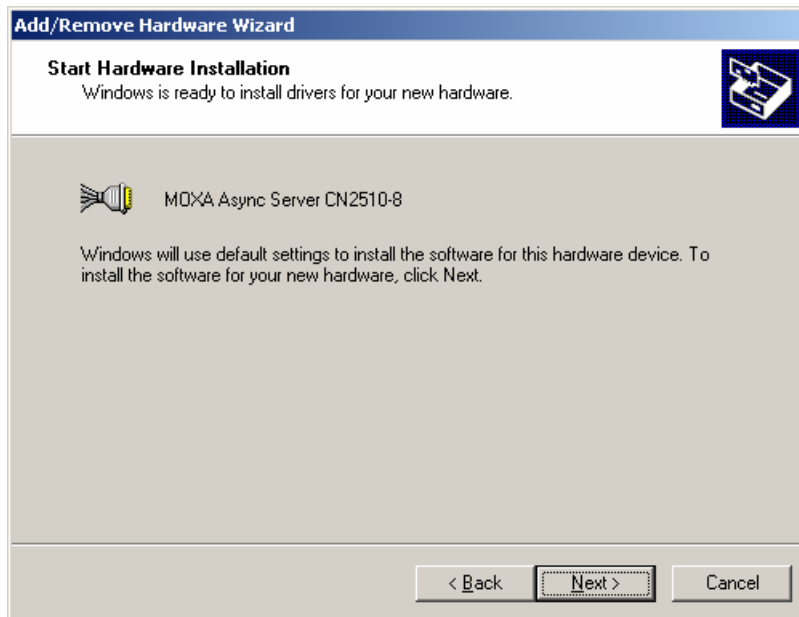 Add/Remove Hardware Wizard
Start Hardware Installation
Windows is ready to install drivers for your new hardware.
MOXA Async Server CN2510-8
Windows will use default settings to install the software for this hardware device. To
install the software for your new hardware, click Next.
< Back
Next >
Cancel